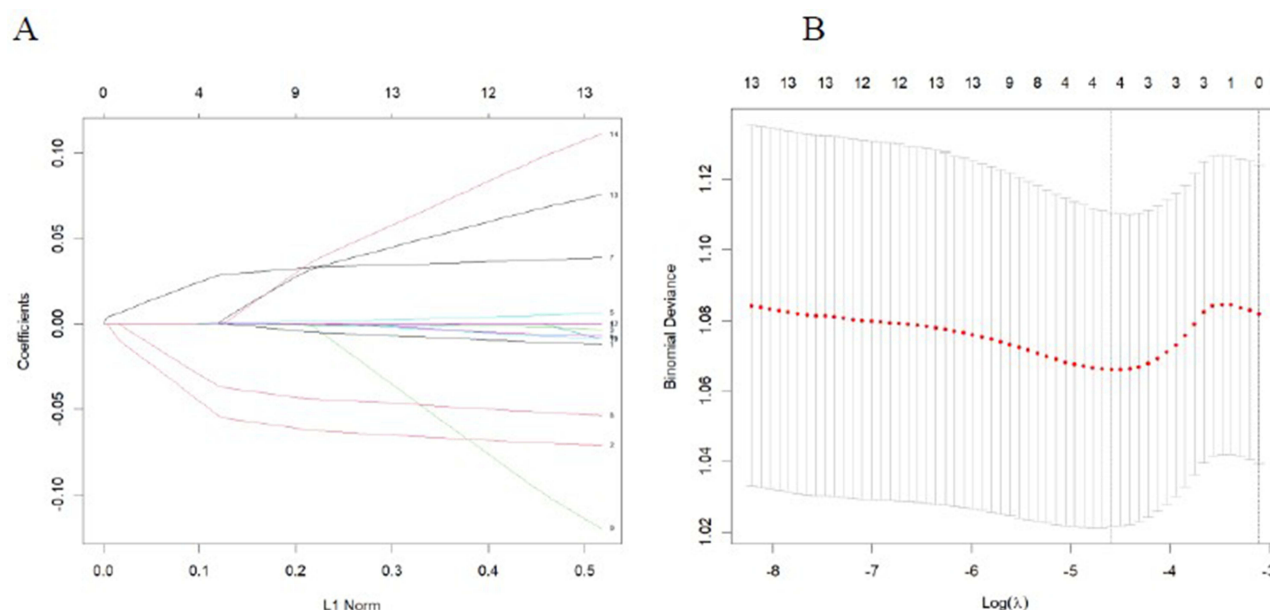 A
B
0 4 9 13 12 13
13 13 13 12 12 13 13 9 8 4 4 4 3 3 3 1 0
0.10
0.05
0.00
-0.05
-0.10
Coefficients
14
13
7
5
2
9
0.0 0.1 0.2 0.3 0.4 0.5
L1 Norm
1.12
1.10
1.08
1.06
1.04
1.02
Binomial Deviance
-8 -7 -6 -5 -4 -3
Log(λ)